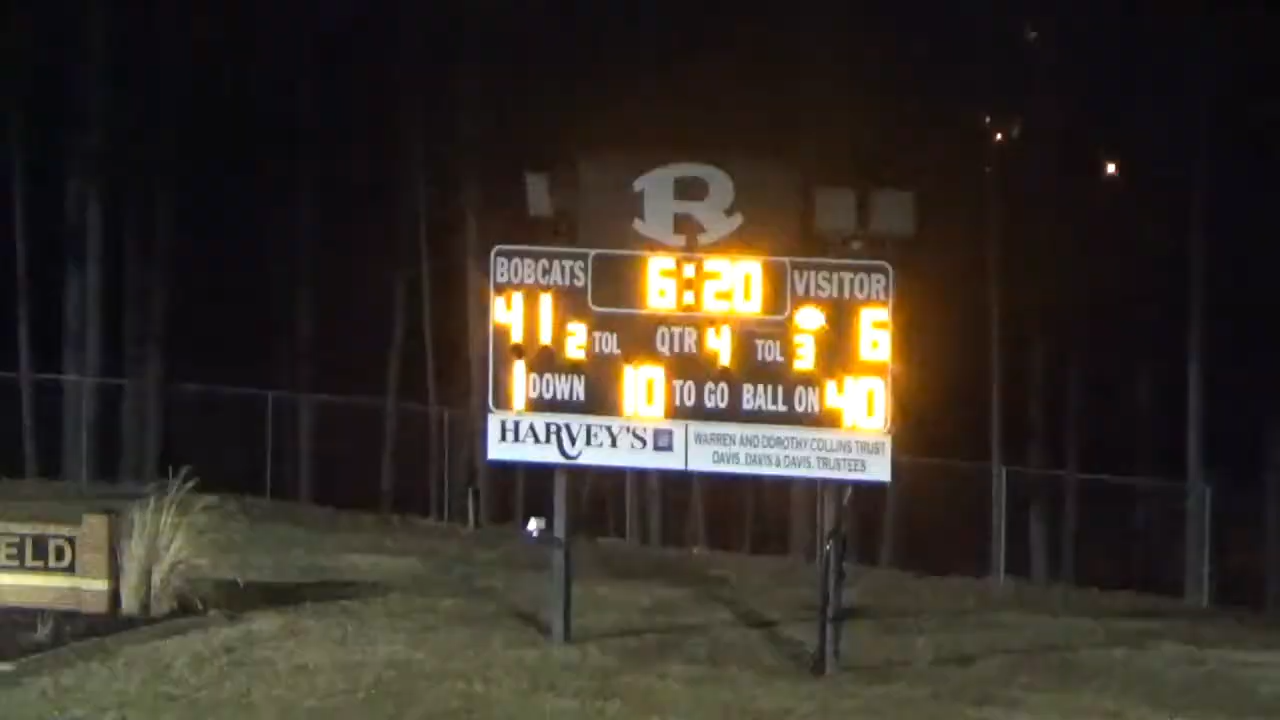 R
BOBCATS 6:20 VISITOR
41 2 TOL QTR 4 TOL 3 6
1 DOWN 10 TO GO BALL ON 40
HARVEY'S
WARREN AND DOROTHY COLLINS TRUST
DAVIS, DAVIS & DAVIS, TRUSTEES
ELD